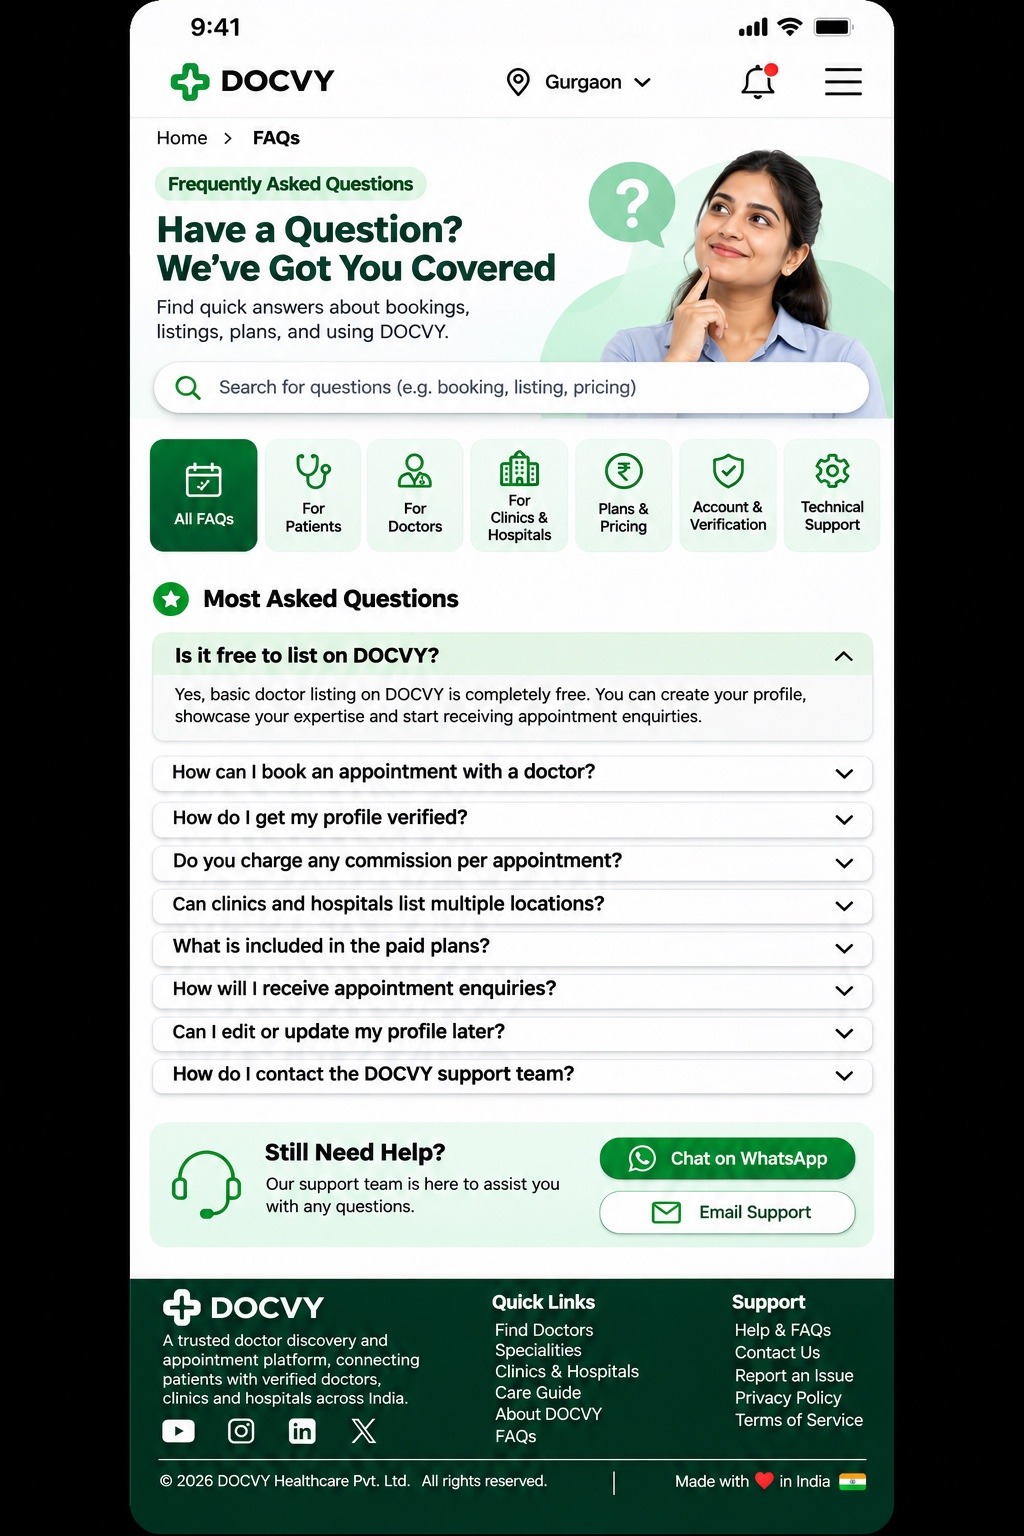 9:41
DOCVY
Gurgaon
Home > FAQs
Frequently Asked Questions
Have a Question?
We've Got You Covered
Find quick answers about bookings,
listings, plans, and using DOCVY.
?
Search for questions (e.g. booking, listing, pricing)
All FAQs
For
Patients
For
Doctors
For
Clinics &
Hospitals
₹
Plans &
Pricing
Account &
Verification
Technical
Support
Most Asked Questions
Is it free to list on DOCVY?
Yes, basic doctor listing on DOCVY is completely free. You can create your profile,
showcase your expertise and start receiving appointment enquirties.
How can I book an appointment with a doctor?
How do I get my profile verified?
Do you charge any commission per appointment?
Can clinics and hospitals list multiple locations?
What is included in the paid plans?
How will I receive appointment enquiries?
Can I edit or update my profile later?
How do I contact the DOCVY support team?
Still Need Help?
Our support team is here to assist you
with any questions.
Chat on WhatsApp
Email Support
DOCVY
A trusted doctor discovery and
appointment platform, connecting
patients with verified doctors,
clinics and hospitals across India.
Quick Links
Find Doctors
Specialities
Clinics & Hospitals
Care Guide
About DOCVY
FAQs
Support
Help & FAQs
Contact Us
Report an Issue
Privacy Policy
Terms of Service
© 2026 DOCVY Healthcare Pvt. Ltd. All rights reserved.
Made with ❤️ in India 🇮🇳